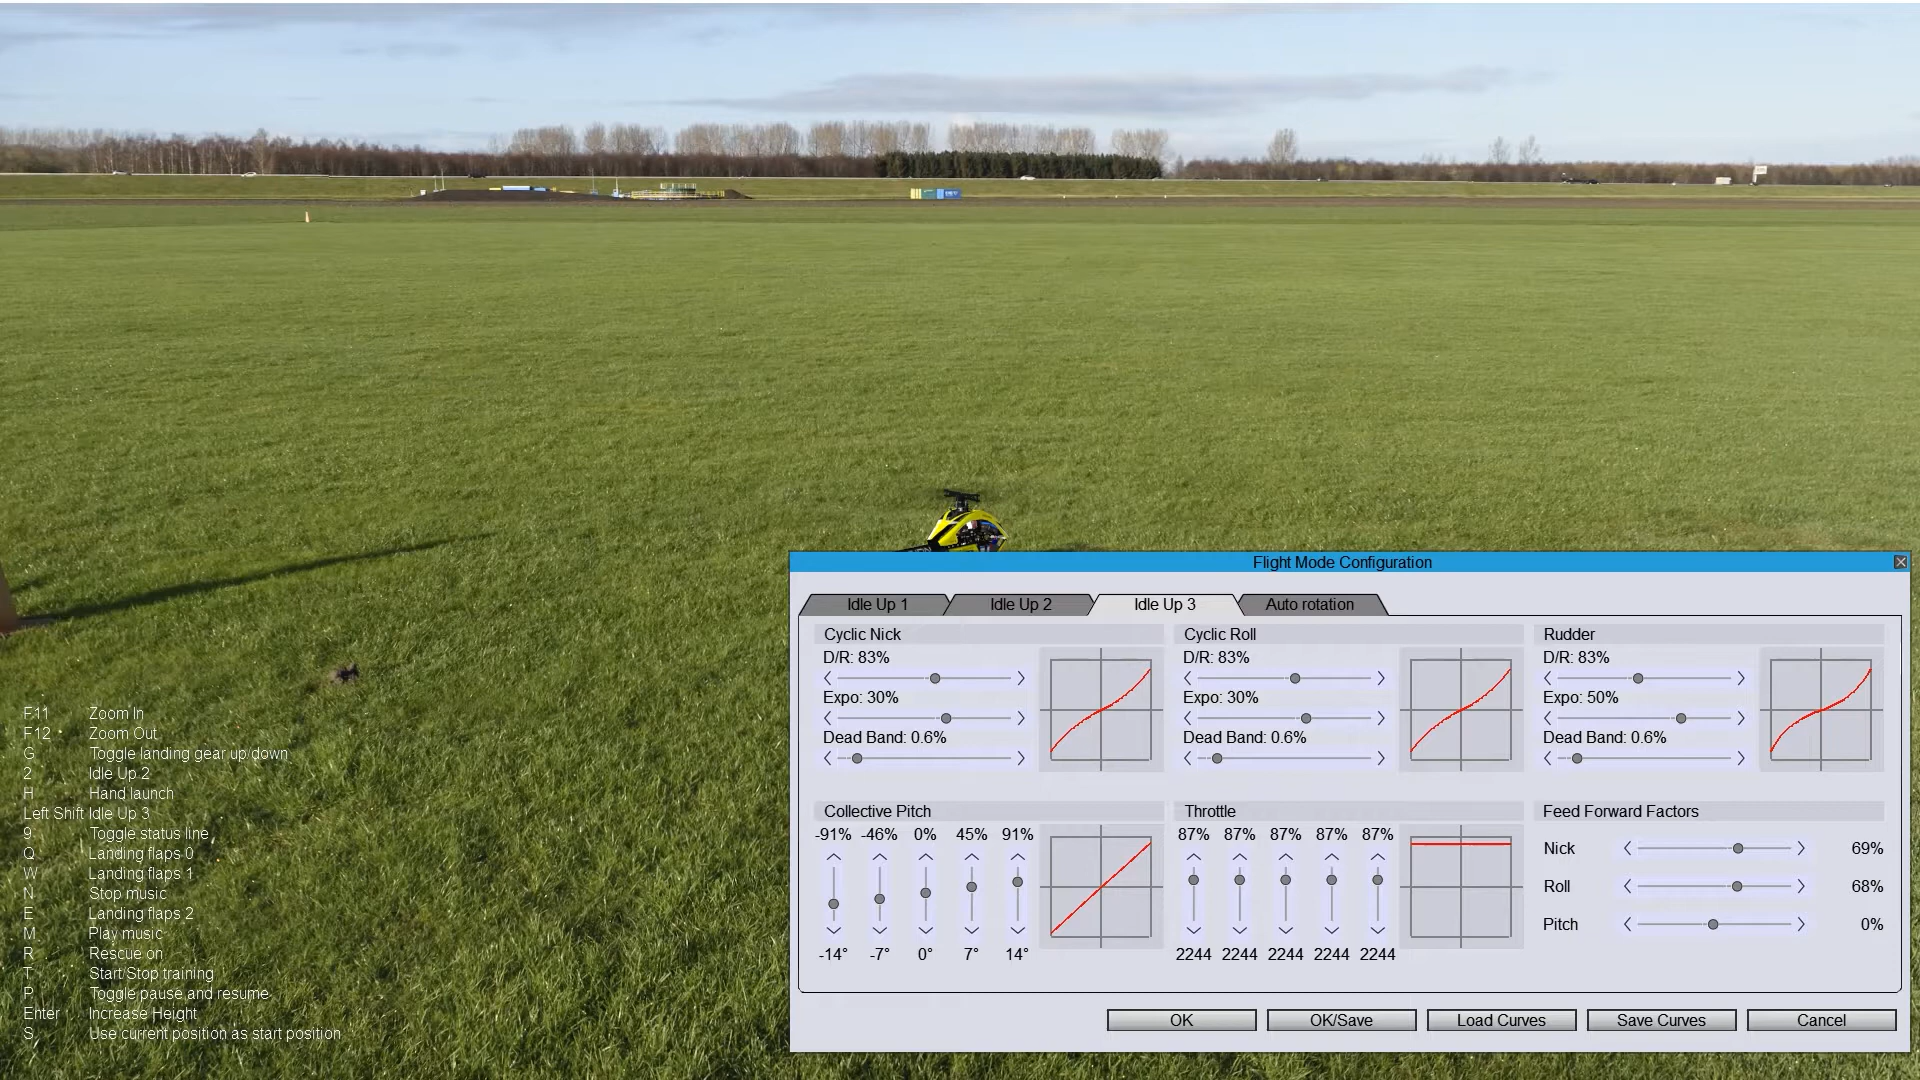 Flight Mode Configuration
Idle Up 1 Idle Up 2 Idle Up 3 Auto rotation
Cyclic Nick
D/R: 83%
Expo: 30%
Dead Band: 0.6%
Cyclic Roll
D/R: 83%
Expo: 30%
Dead Band: 0.6%
Rudder
D/R: 83%
Expo: 50%
Dead Band: 0.6%
Collective Pitch
-91% -46% 0% 45% 91%
-14° -7° 0° 7° 14°
Throttle
87% 87% 87% 87% 87%
2244 2244 2244 2244 2244
Feed Forward Factors
Nick 69%
Roll 68%
Pitch 0%
OK OK/Save Load Curves Save Curves Cancel
F11 Zoom In
F12 Zoom Out
G Toggle landing gear up/down
2 Idle Up 2
H Hand launch
Left Shift Idle Up 3
9 Toggle status line
Q Landing flaps 0
W Landing flaps 1
N Stop music
E Landing flaps 2
M Play music
R Rescue on
T Start/Stop training
P Toggle pause and resume
Enter Increase Height
S Use current position as start position